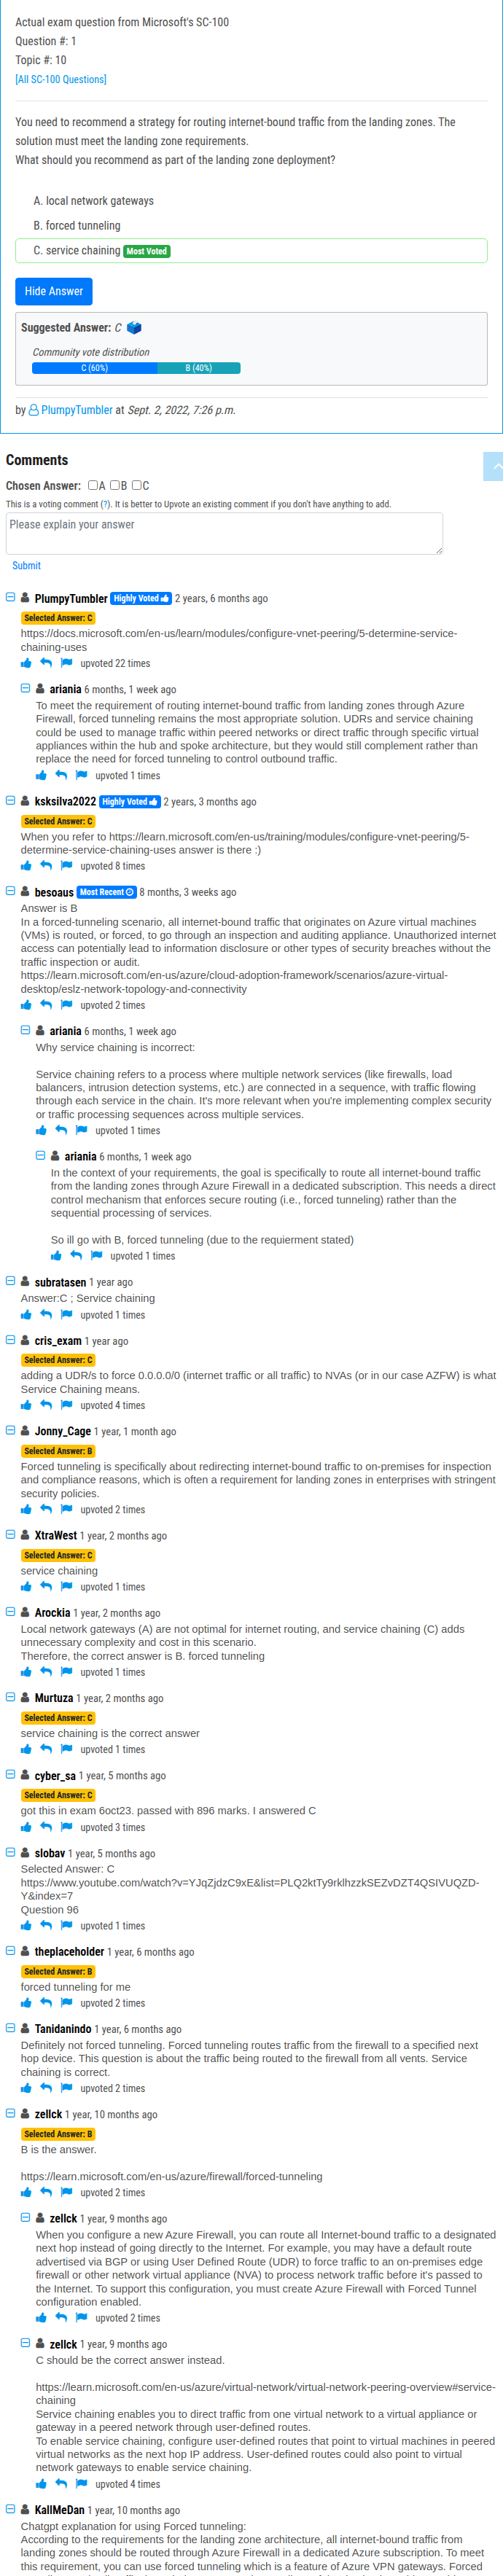 Actual exam question from Microsoft's SC-100
Question #: 1
Topic #: 10
[All SC-100 Questions]
You need to recommend a strategy for routing internet-bound traffic from the landing zones. The
solution must meet the landing zone requirements.
What should you recommend as part of the landing zone deployment?
A. local network gateways
B. forced tunneling
C. service chaining Most Voted
Hide Answer
Suggested Answer: C
Community vote distribution
C (60%) B (40%)
by PlumpyTumbler at Sept. 2, 2022, 7:26 p.m.
Comments
Chosen Answer: A B C
This is a voting comment (?). It is better to Upvote an existing comment if you don't have anything to add.
Please explain your answer
Submit
PlumpyTumbler Highly Voted 2 years, 6 months ago
Selected Answer: C
https://docs.microsoft.com/en-us/learn/modules/configure-vnet-peering/5-determine-service-
chaining-uses
upvoted 22 times
ariania 6 months, 1 week ago
To meet the requirement of routing internet-bound traffic from landing zones through Azure
Firewall, forced tunneling remains the most appropriate solution. UDRs and service chaining
could be used to manage traffic within peered networks or direct traffic through specific virtual
appliances within the hub and spoke architecture, but they would still complement rather than
replace the need for forced tunneling to control outbound traffic.
upvoted 1 times
ksksilva2022 Highly Voted 2 years, 3 months ago
Selected Answer: C
When you refer to https://learn.microsoft.com/en-us/training/modules/configure-vnet-peering/5-
determine-service-chaining-uses answer is there :)
upvoted 8 times
besoaus Most Recent 8 months, 3 weeks ago
Answer is B
In a forced-tunneling scenario, all internet-bound traffic that originates on Azure virtual machines
(VMs) is routed, or forced, to go through an inspection and auditing appliance. Unauthorized internet
access can potentially lead to information disclosure or other types of security breaches without the
traffic inspection or audit.
https://learn.microsoft.com/en-us/azure/cloud-adoption-framework/scenarios/azure-virtual-
desktop/eslz-network-topology-and-connectivity
upvoted 2 times
ariania 6 months, 1 week ago
Why service chaining is incorrect:
Service chaining refers to a process where multiple network services (like firewalls, load
balancers, intrusion detection systems, etc.) are connected in a sequence, with traffic flowing
through each service in the chain. It's more relevant when you're implementing complex security
or traffic processing sequences across multiple services.
upvoted 1 times
ariania 6 months, 1 week ago
In the context of your requirements, the goal is specifically to route all internet-bound traffic
from the landing zones through Azure Firewall in a dedicated subscription. This needs a direct
control mechanism that enforces secure routing (i.e., forced tunneling) rather than the
sequential processing of services.
So ill go with B, forced tunneling (due to the requierment stated)
upvoted 1 times
subratasen 1 year ago
Answer:C ; Service chaining
upvoted 1 times
cris_exam 1 year ago
Selected Answer: C
adding a UDR/s to force 0.0.0.0/0 (internet traffic or all traffic) to NVAs (or in our case AZFW) is what
Service Chaining means.
upvoted 4 times
Jonny_Cage 1 year, 1 month ago
Selected Answer: B
Forced tunneling is specifically about redirecting internet-bound traffic to on-premises for inspection
and compliance reasons, which is often a requirement for landing zones in enterprises with stringent
security policies.
upvoted 2 times
XtraWest 1 year, 2 months ago
Selected Answer: C
service chaining
upvoted 1 times
Arockia 1 year, 2 months ago
Local network gateways (A) are not optimal for internet routing, and service chaining (C) adds
unnecessary complexity and cost in this scenario.
Therefore, the correct answer is B. forced tunneling
upvoted 1 times
Murtuza 1 year, 2 months ago
Selected Answer: C
service chaining is the correct answer
upvoted 1 times
cyber_sa 1 year, 5 months ago
Selected Answer: C
got this in exam 6oct23. passed with 896 marks. I answered C
upvoted 3 times
slobav 1 year, 5 months ago
Selected Answer: C
https://www.youtube.com/watch?v=YJqZjdzC9xE&list=PLQ2ktTy9rklhzzkSEZvDZT4QSIVUQZD-
Y&index=7
Question 96
upvoted 1 times
theplaceholder 1 year, 6 months ago
Selected Answer: B
forced tunneling for me
upvoted 2 times
Tanidanindo 1 year, 6 months ago
Definitely not forced tunneling. Forced tunneling routes traffic from the firewall to a specified next
hop device. This question is about the traffic being routed to the firewall from all vents. Service
chaining is correct.
upvoted 2 times
zellck 1 year, 10 months ago
Selected Answer: B
B is the answer.
https://learn.microsoft.com/en-us/azure/firewall/forced-tunneling
upvoted 2 times
zellck 1 year, 9 months ago
When you configure a new Azure Firewall, you can route all Internet-bound traffic to a designated
next hop instead of going directly to the Internet. For example, you may have a default route
advertised via BGP or using User Defined Route (UDR) to force traffic to an on-premises edge
firewall or other network virtual appliance (NVA) to process network traffic before it's passed to
the Internet. To support this configuration, you must create Azure Firewall with Forced Tunnel
configuration enabled.
upvoted 2 times
zellck 1 year, 9 months ago
C should be the correct answer instead.
https://learn.microsoft.com/en-us/azure/virtual-network/virtual-network-peering-overview#service-
chaining
Service chaining enables you to direct traffic from one virtual network to a virtual appliance or
gateway in a peered network through user-defined routes.
To enable service chaining, configure user-defined routes that point to virtual machines in peered
virtual networks as the next hop IP address. User-defined routes could also point to virtual
network gateways to enable service chaining.
upvoted 4 times
KallMeDan 1 year, 10 months ago
Chatgpt explanation for using Forced tunneling:
According to the requirements for the landing zone architecture, all internet-bound traffic from
landing zones should be routed through Azure Firewall in a dedicated Azure subscription. To meet
this requirement, you can use forced tunneling which is a feature of Azure VPN gateways. Forced